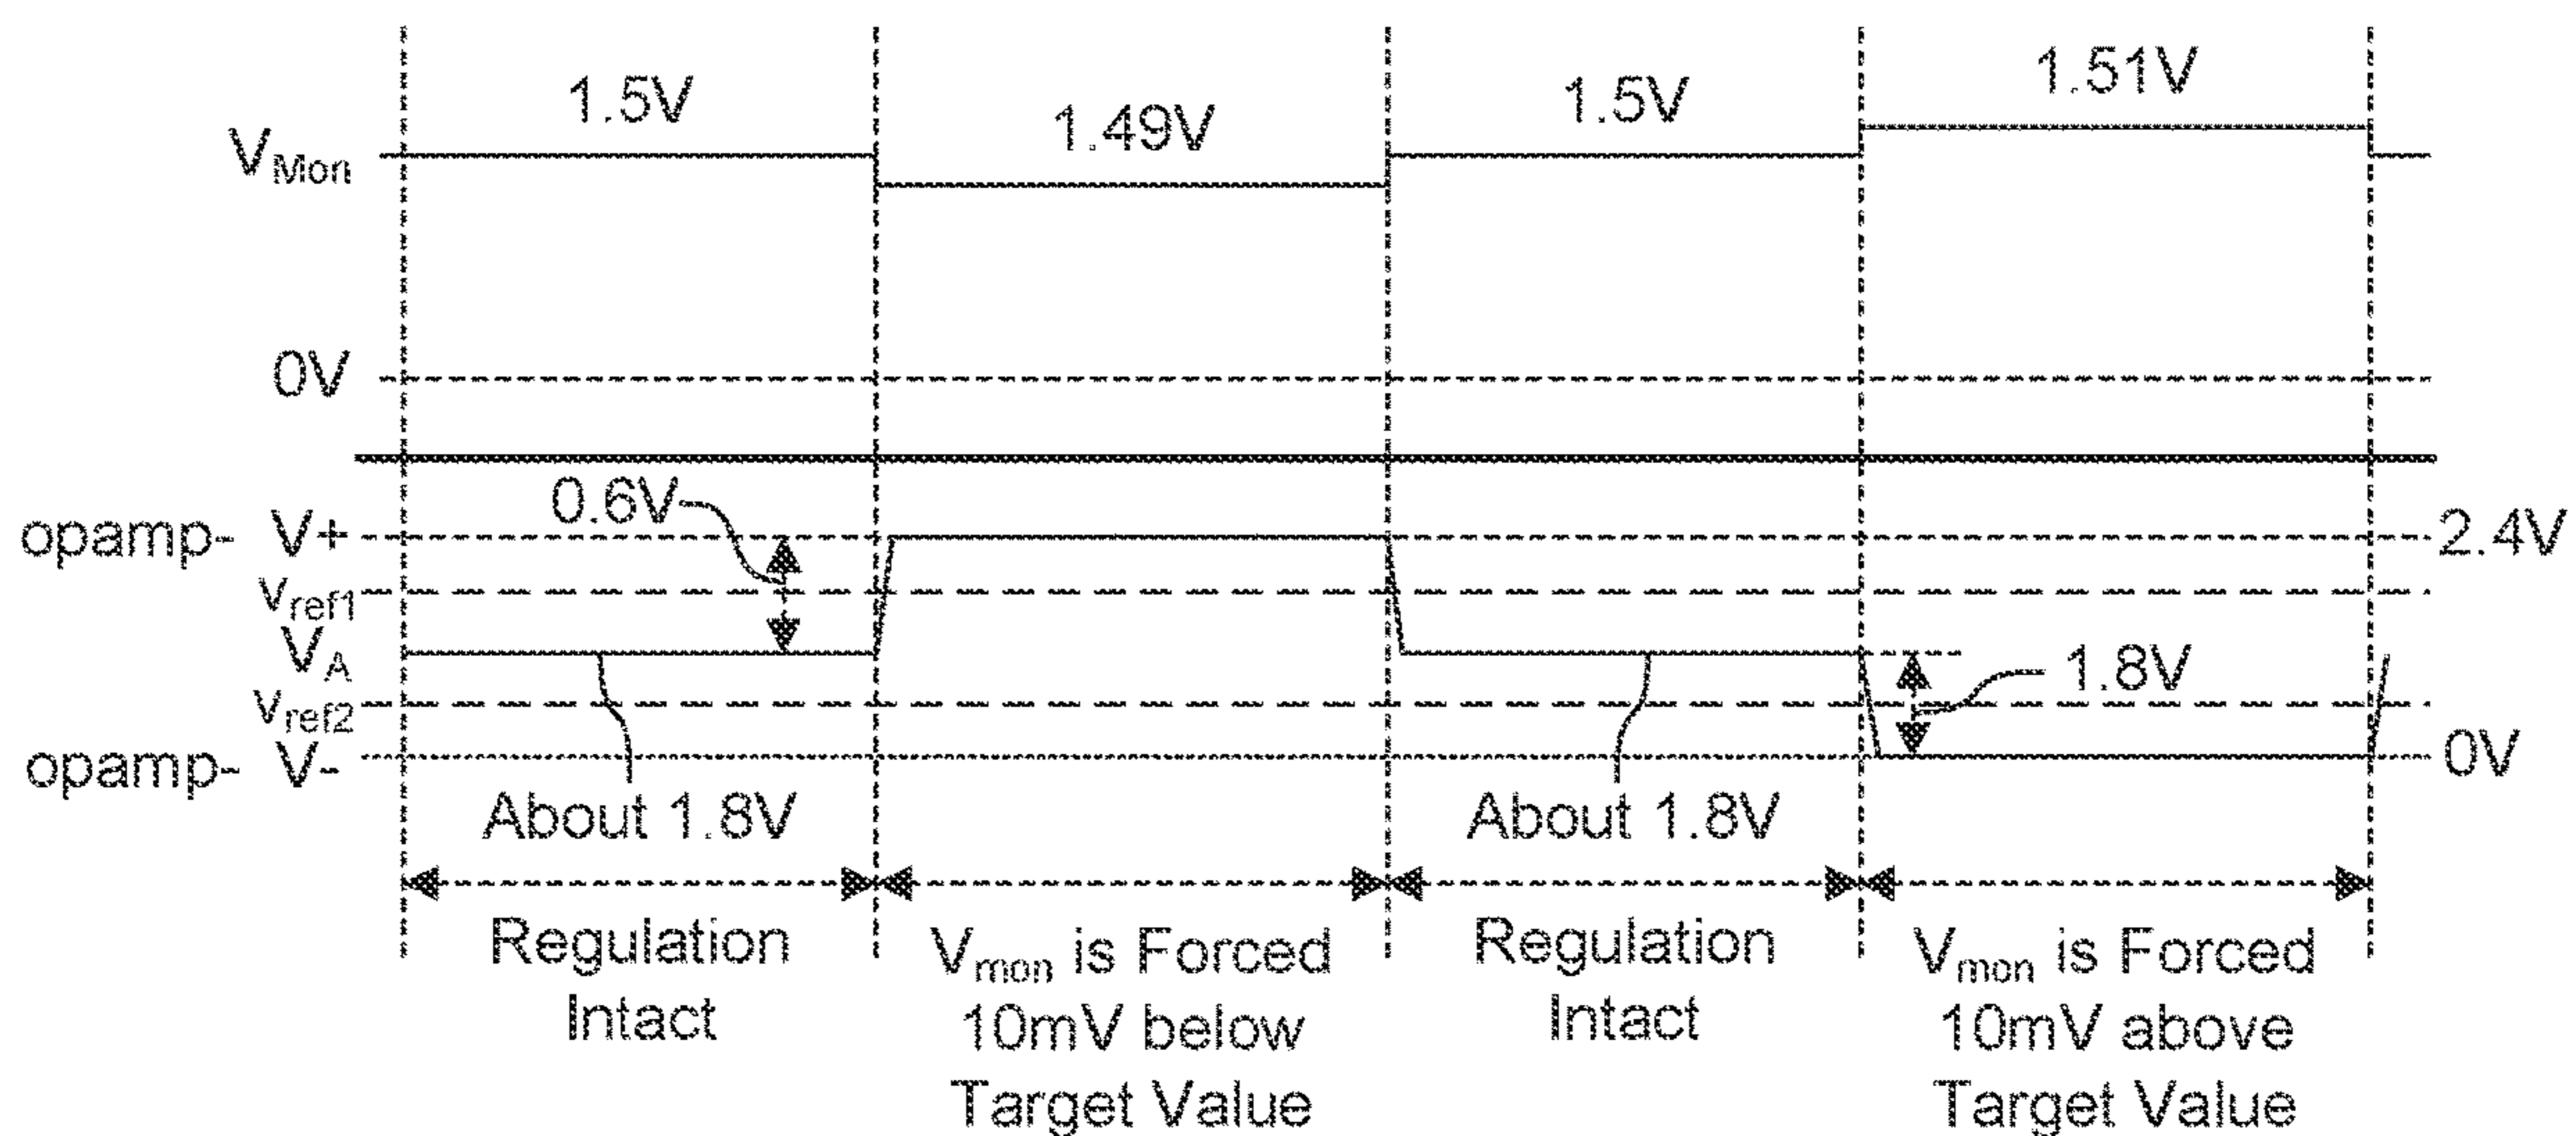 1.5V
1.49V
1.5V
1.51V
VMon
0V
0.6V
opamp- V+
2.4V
vref1
VA
1.8V
vref2
opamp- V-
0V
About 1.8V
About 1.8V
Regulation
Intact
Vmon is Forced
10mV below
Target Value
Regulation
Intact
Vmon is Forced
10mV above
Target Value